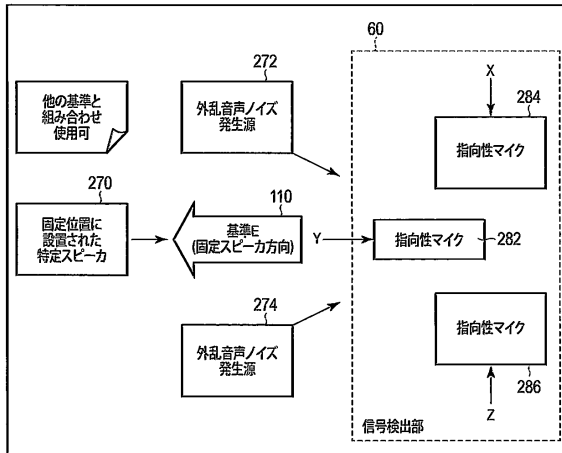 60
272
他の基準と
組み合わせ
使用可
外乱音声ノイズ
発生源
X
284
指向性マイク
270
110
固定位置に
設置された
特定スピーカ
基準E
(固定スピーカ方向)
Y
指向性マイク
282
274
外乱音声ノイズ
発生源
指向性マイク
286
Z
信号検出部